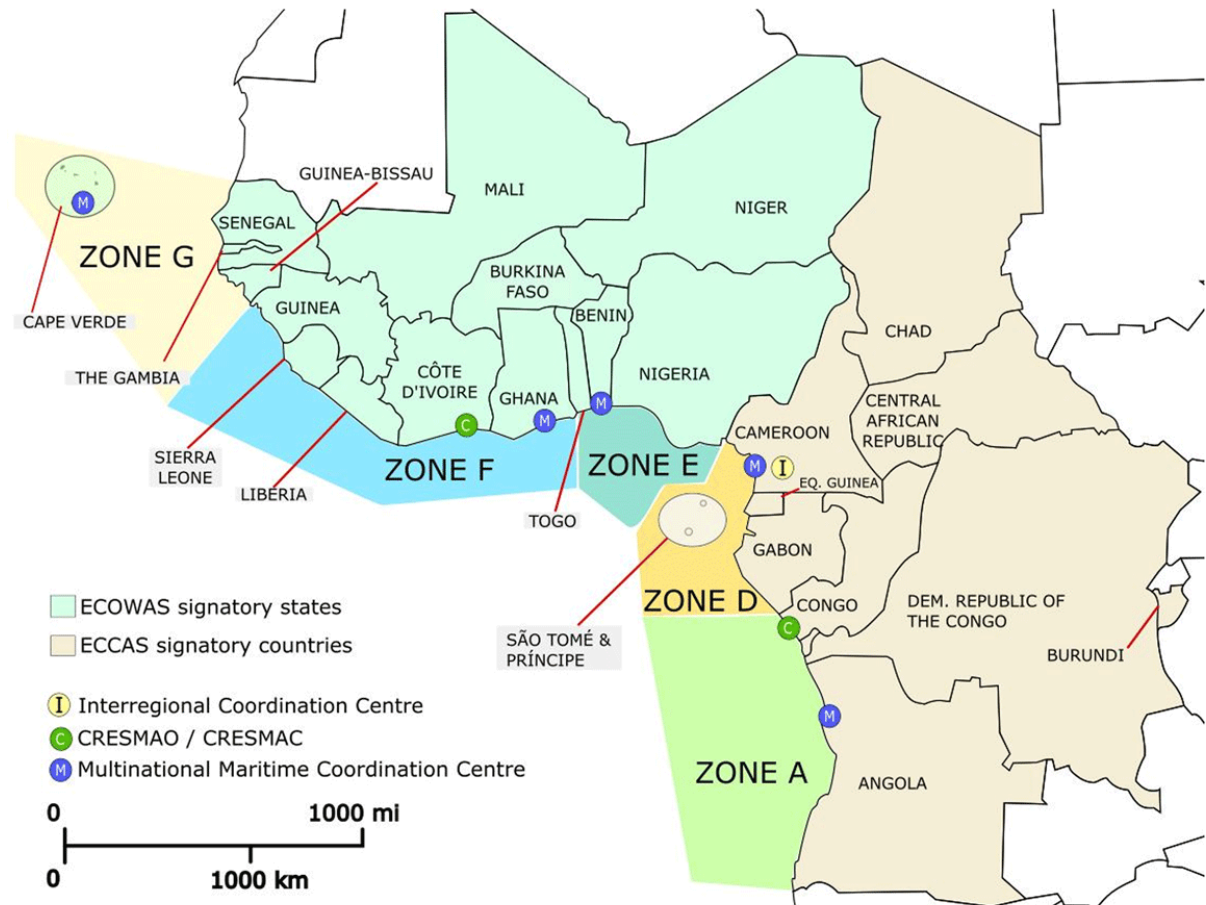 GUINEA-BISSAU
MALI
NIGER
M
SENEGAL
ZONE G
BURKINA
FASO
GUINEA
BENIN
CAPE VERDE
CHAD
THE GAMBIA
CÔTE
D'IVOIRE
GHANA
NIGERIA
CENTRAL
AFRICAN
REPUBLIC
M
C
M
CAMEROON
SIERRA
LEONE
ZONE F
ZONE E
M
I
LIBERIA
EQ. GUINEA
TOGO
GABON
ZONE D
CONGO
DEM. REPUBLIC OF
THE CONGO
ECOWAS signatory states
C
SÃO TOMÉ &
PRÍNCIPE
ECCAS signatory countries
BURUNDI
I Interregional Coordination Centre
M
C CRESMAO / CRESMAC
M Multinational Maritime Coordination Centre
ZONE A
ANGOLA
0 1000 mi
0 1000 km